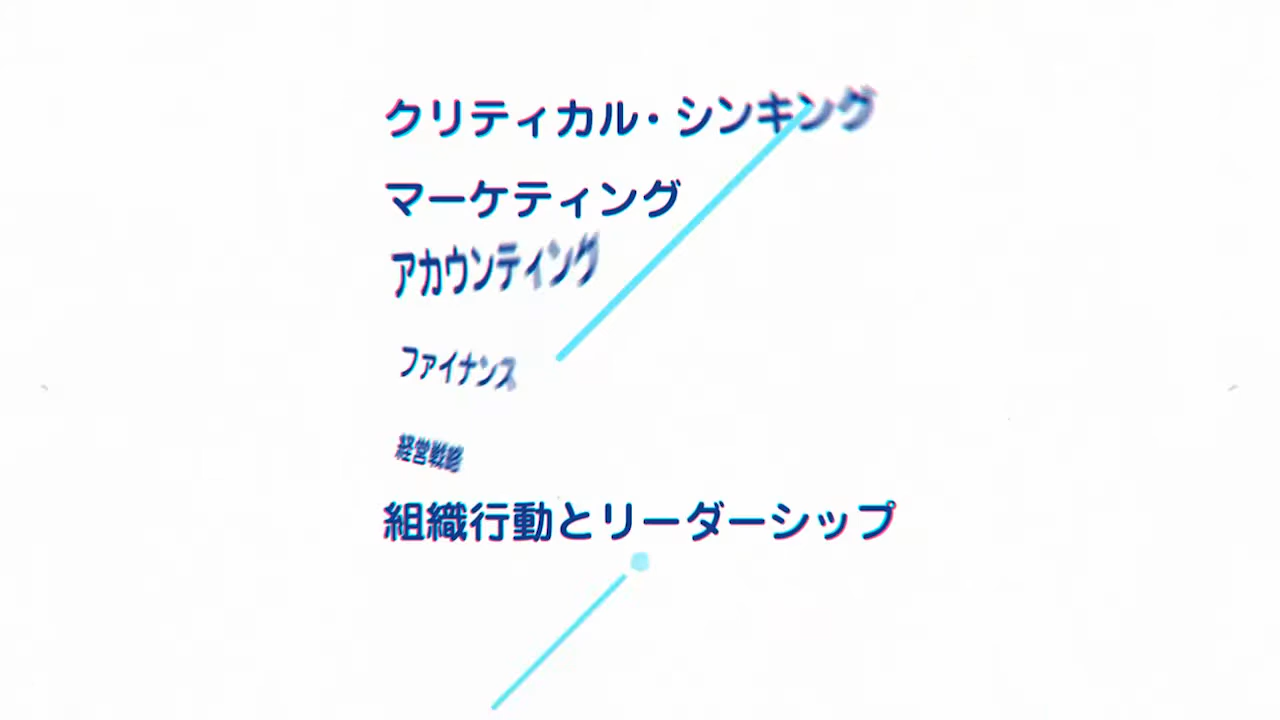 クリティカル・シンキング
マーケティング
アカウンティング
ファイナンス
経営戦略
組織行動とリーダーシップ